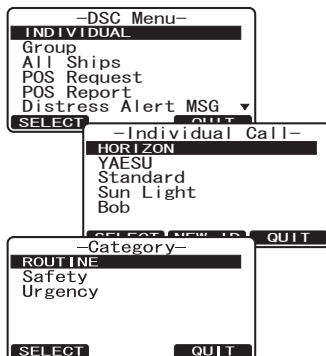 –DSC Menu–
INDIVIDUAL
Group
All Ships
POS Request
POS Report
Distress Alert MSG ▼
SELECT QUIT
–Individual Call–
HORIZON
YAESU
Standard
Sun Light
Bob
SELECT NEW ID QUIT
–Category–
ROUTINE
Safety
Urgency
SELECT QUIT